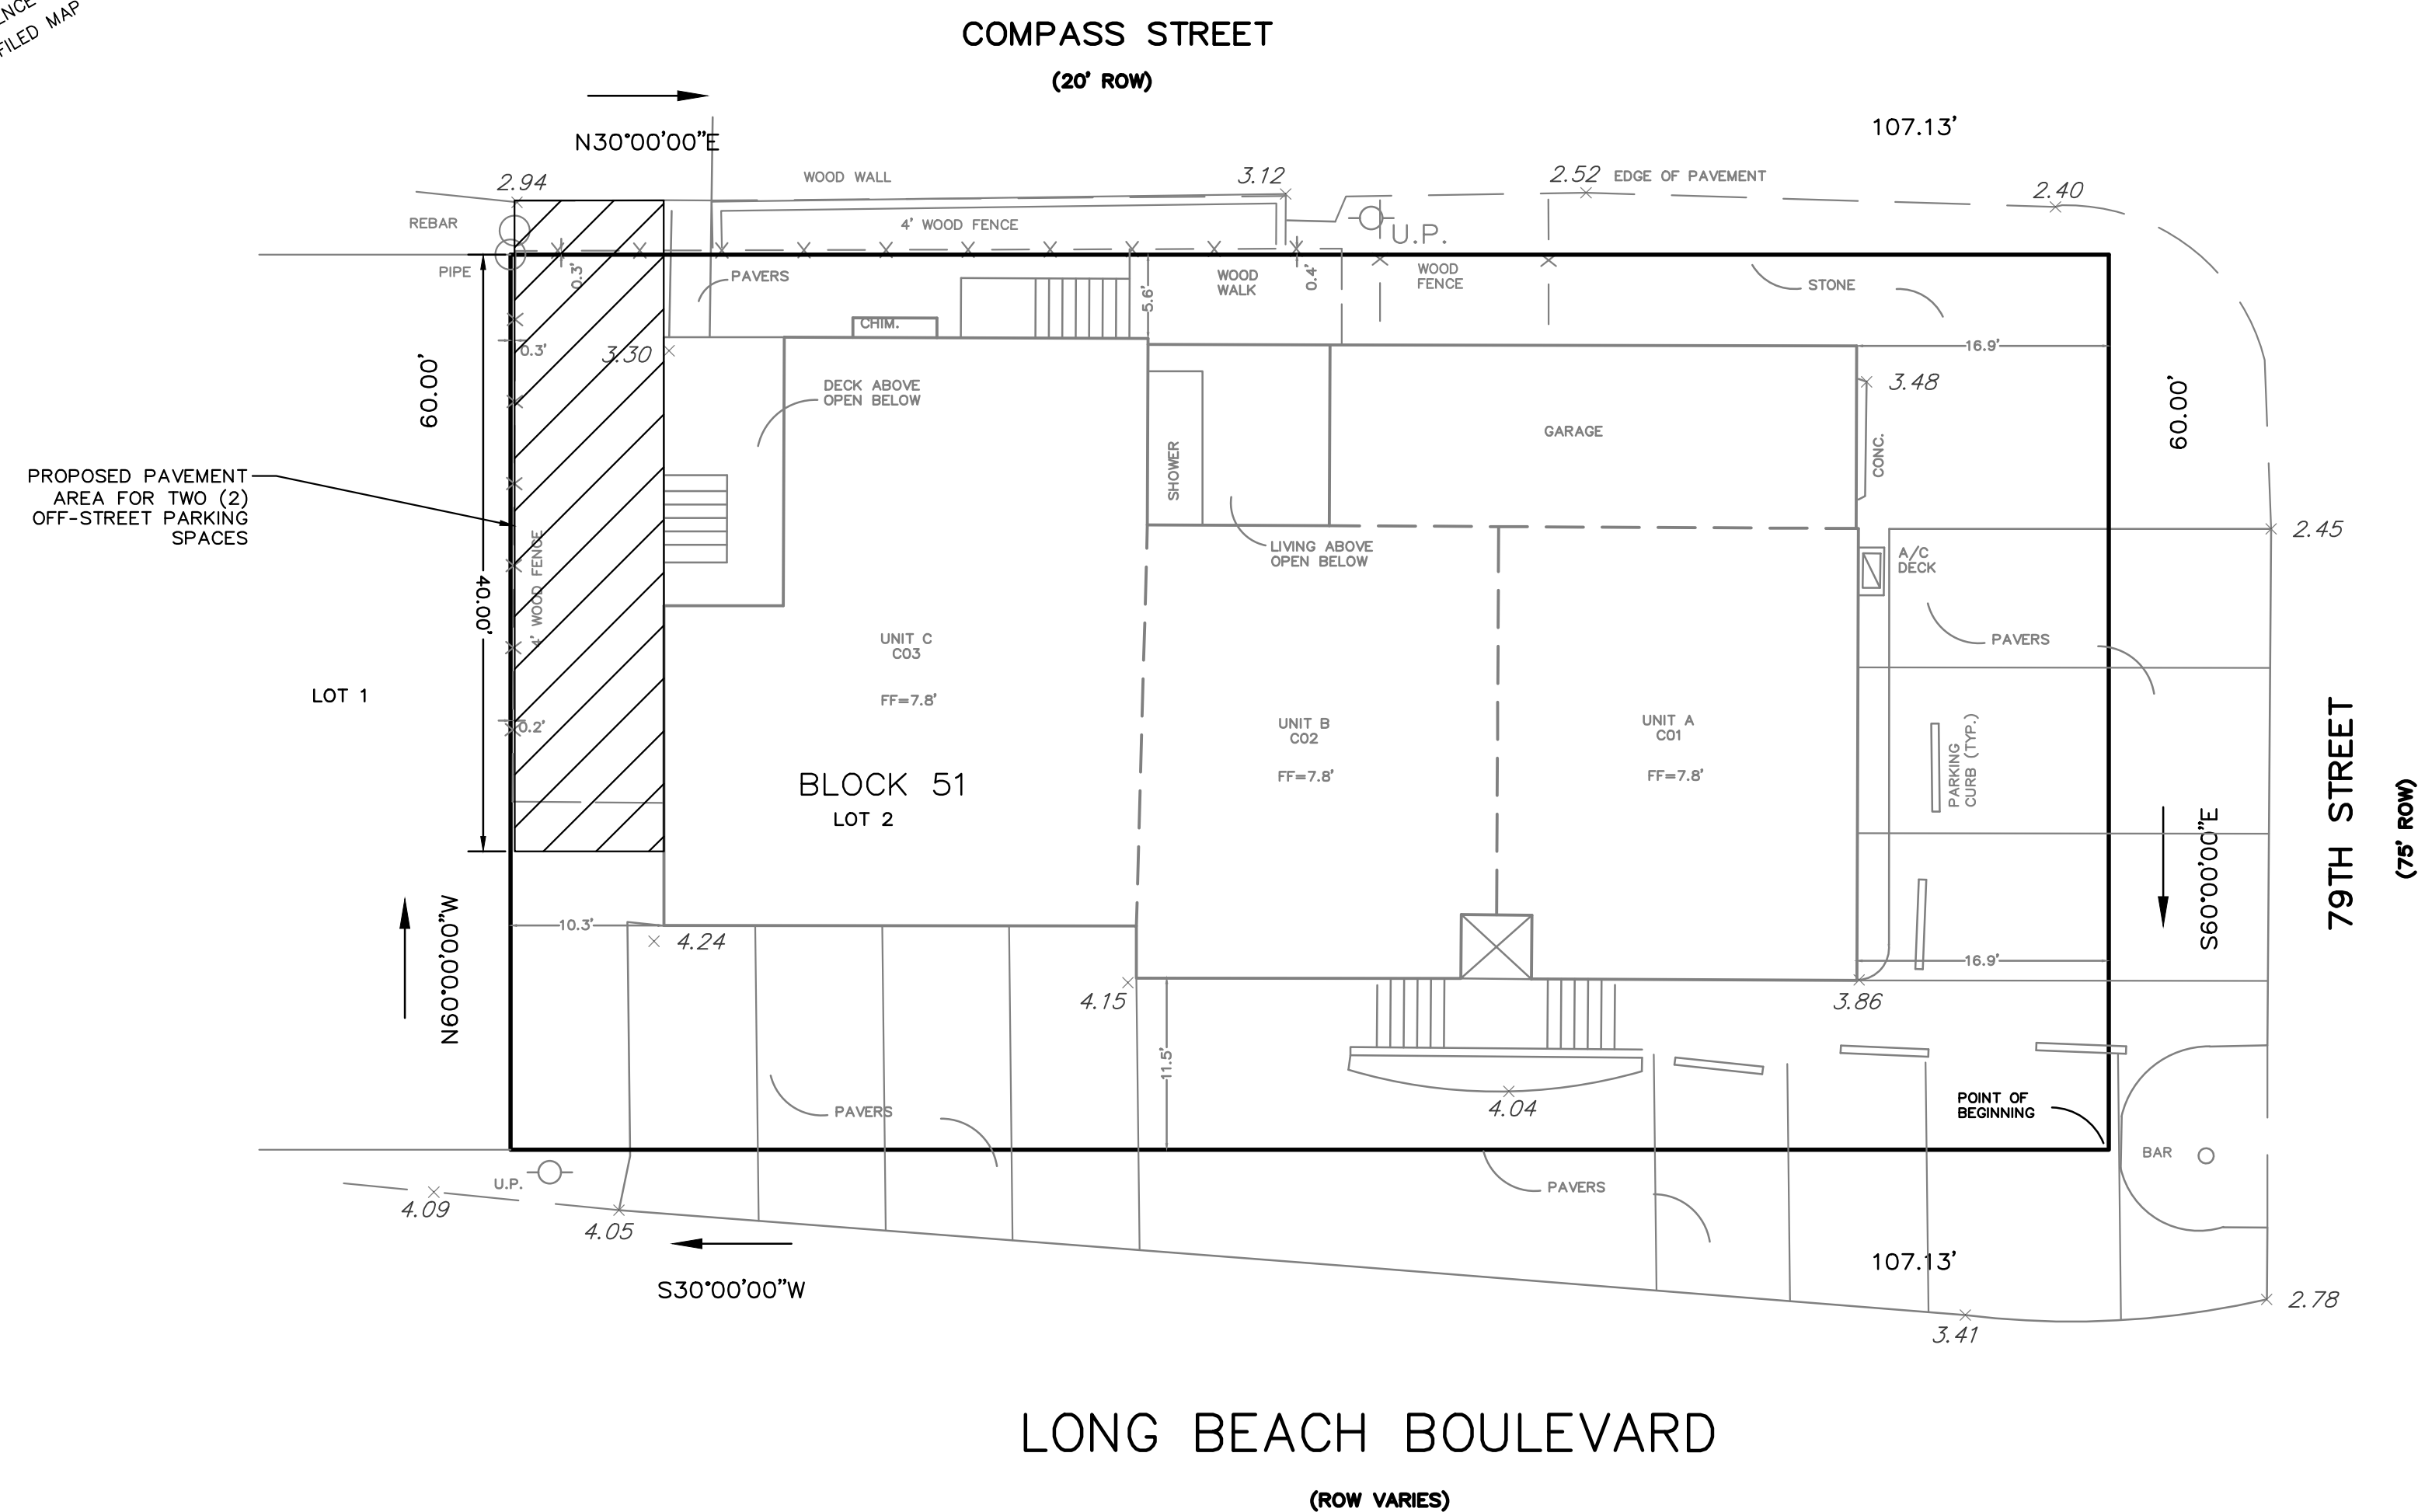 FILED MAP
COMPASS STREET
(20' ROW)
N30°00'00"E
107.13'
2.94
WOOD WALL
3.12
2.52
EDGE OF PAVEMENT
2.40
REBAR
4' WOOD FENCE
U.P.
PIPE
0.3'
PAVERS
5.6'
WOOD
WALK
0.4'
WOOD
FENCE
STONE
CHIM.
60.00'
0.3'
3.30
16.9'
DECK ABOVE
OPEN BELOW
3.48
60.00'
GARAGE
SHOWER
CONC.
PROPOSED PAVEMENT
AREA FOR TWO (2)
OFF-STREET PARKING
SPACES
4' WOOD FENCE
40.00'
LIVING ABOVE
OPEN BELOW
A/C
DECK
2.45
UNIT C
C03
FF=7.8'
PAVERS
LOT 1
0.2'
UNIT B
C02
FF=7.8'
UNIT A
C01
FF=7.8'
PARKING
CURB (TYP.)
79TH STREET
(75' ROW)
BLOCK 51
LOT 2
S60°00'00"E
N60°00'00"W
10.3'
4.24
4.15
16.9'
3.86
11.5'
4.04
PAVERS
POINT OF
BEGINNING
BAR
U.P.
4.09
4.05
PAVERS
S30°00'00"W
107.13'
2.78
3.41
LONG BEACH BOULEVARD
(ROW VARIES)